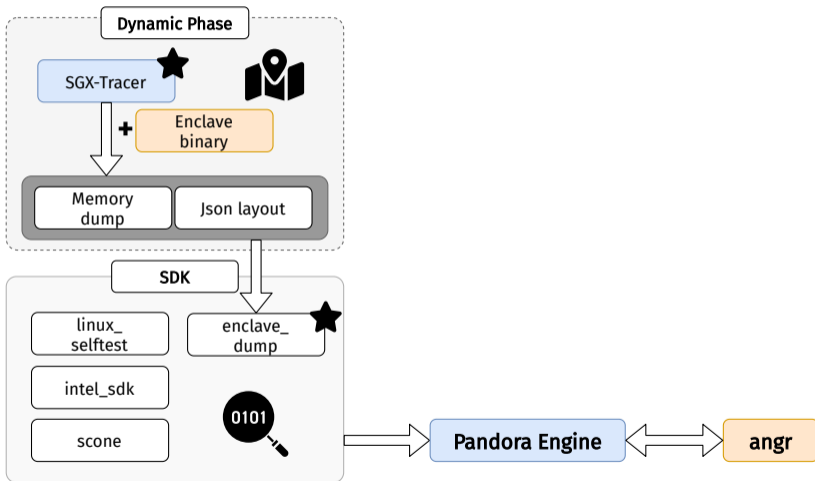 Dynamic Phase
SGX-Tracer
+
Enclave
binary
Memory
dump
Json layout
SDK
linux_
selftest
enclave_
dump
intel_sdk
0101
scone
Pandora Engine
angr